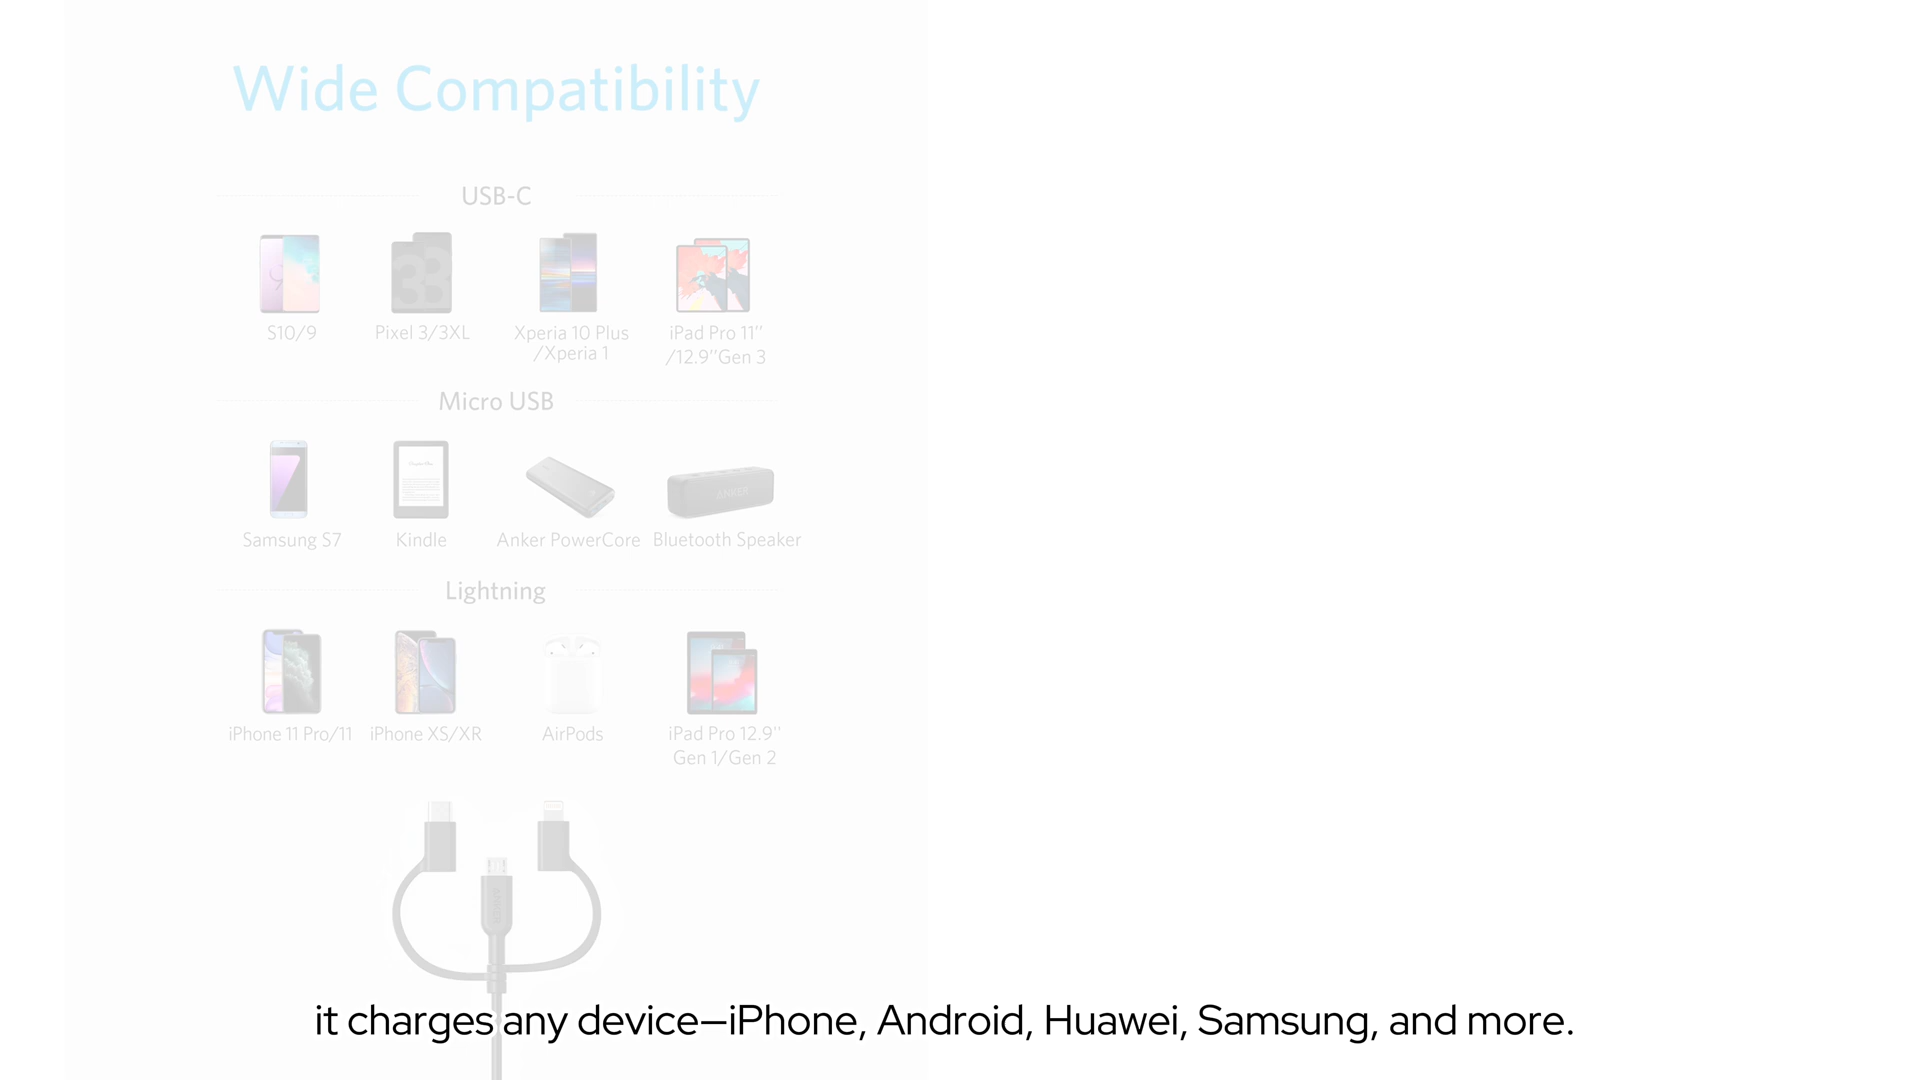 Wide Compatibility
USB-C
S10/9
Pixel 3/3XL
Xperia 10 Plus
/Xperia 1
iPad Pro 11''
/12.9''Gen 3
Micro USB
ANKER
Samsung S7
Kindle
Anker PowerCore
Bluetooth Speaker
Lightning
iPhone 11 Pro/11
iPhone XS/XR
AirPods
iPad Pro 12.9''
Gen 1/Gen 2
ANKER
it charges any device—iPhone, Android, Huawei, Samsung, and more.